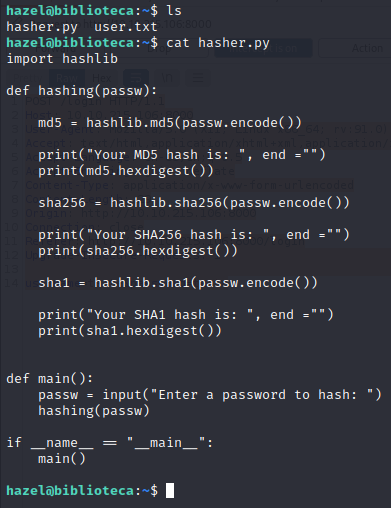 hazel@biblioteca:~$ ls
hasher.py  user.txt
hazel@biblioteca:~$ cat hasher.py
import hashlib

def hashing(passw):

    md5 = hashlib.md5(passw.encode())

    print("Your MD5 hash is: ", end ="")
    print(md5.hexdigest())

    sha256 = hashlib.sha256(passw.encode())

    print("Your SHA256 hash is: ", end ="")
    print(sha256.hexdigest())

    sha1 = hashlib.sha1(passw.encode())

    print("Your SHA1 hash is: ", end ="")
    print(sha1.hexdigest())


def main():
    passw = input("Enter a password to hash: ")
    hashing(passw)

if __name__ == "__main__":
    main()

hazel@biblioteca:~$